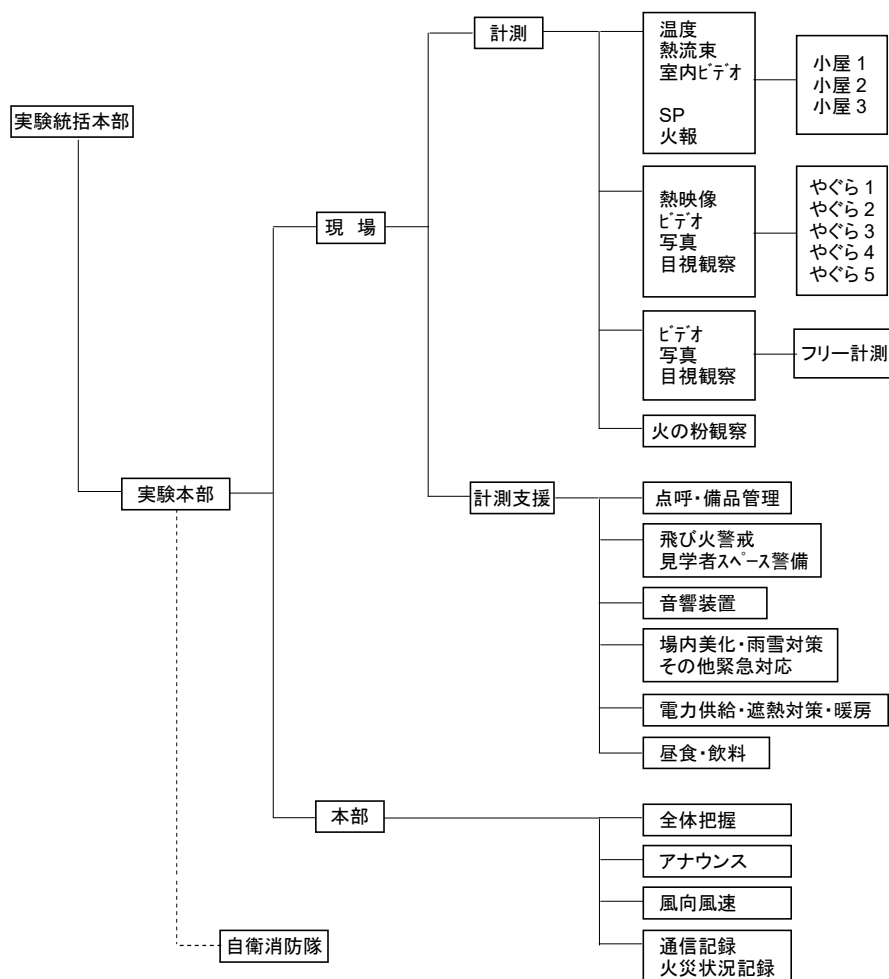 実験統括本部
実験本部
自衛消防隊
現 場
本部
計測
計測支援
温度
熱流束
室内ビデオ
SP
火報
小屋 1
小屋 2
小屋 3
熱映像
ビデオ
写真
目視観察
やぐら 1
やぐら 2
やぐら 3
やぐら 4
やぐら 5
ビデオ
写真
目視観察
フリー計測
火の粉観察
点呼・備品管理
飛び火警戒
見学者スペース警備
音響装置
場内美化・雨雪対策
その他緊急対応
電力供給・遮熱対策・暖房
昼食・飲料
全体把握
アナウンス
風向風速
通信記録
火災状況記録